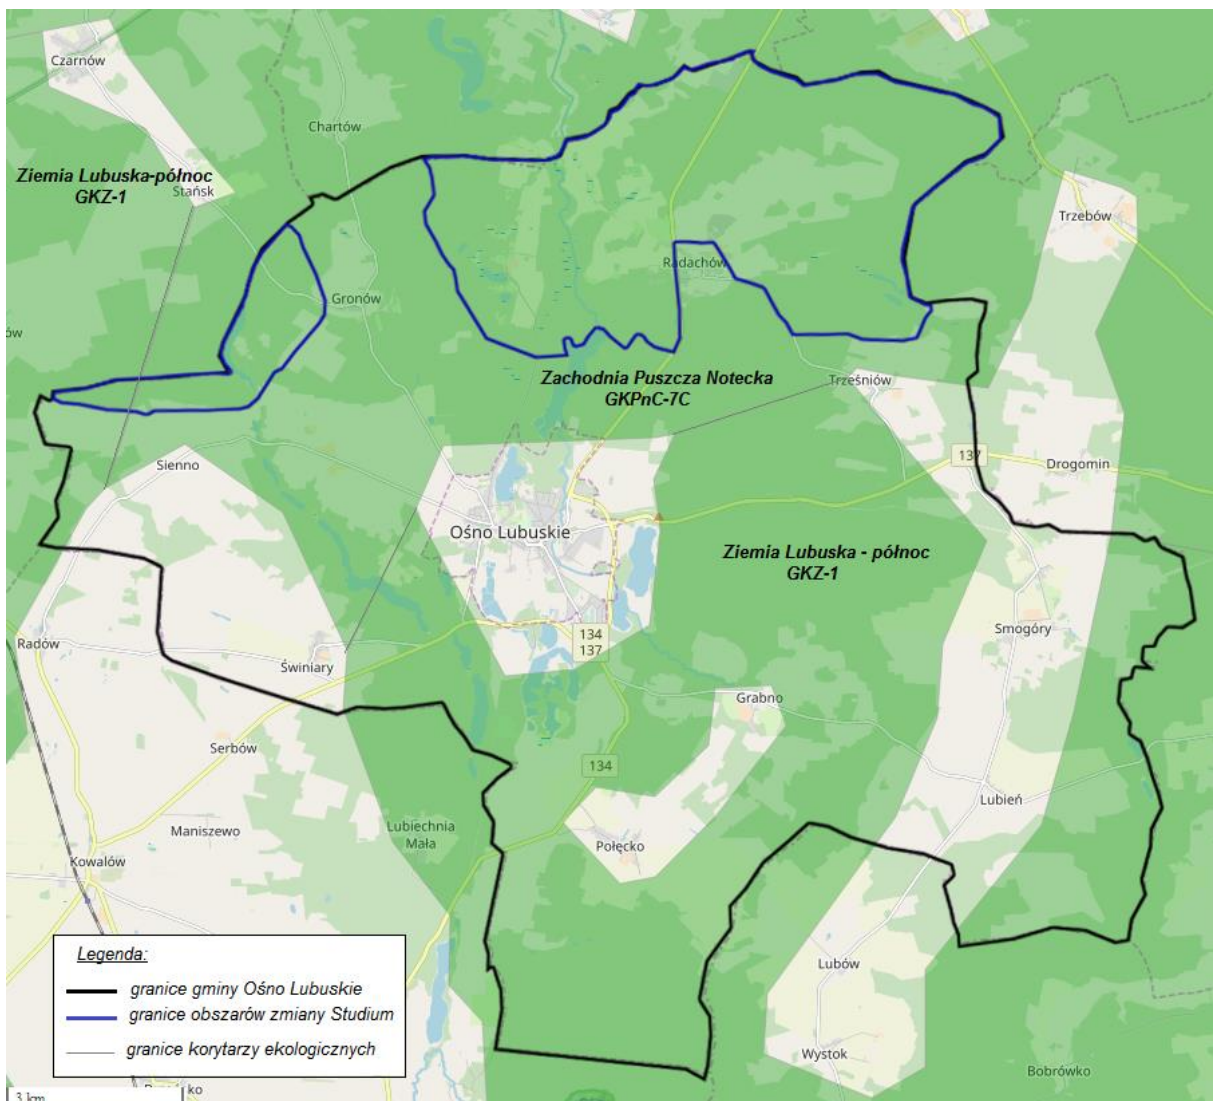 Czarnów
Chartów
Ziemia Lubuska-północ
GKZ-1
Stańsk
Trzebów
Radachów
Gronów
ów
Zachodnia Puszcza Notecka
GKPnC-7C
Trześniów
137
Drogomin
Sienno
Ośno Lubuskie
Ziemia Lubuska - północ
GKZ-1
134
137
Smogóry
Radów
Świniary
Grabno
Serbów
134
Lubień
Lubiechnia
Mała
Maniszewo
Połęcko
Kowalów
Legenda:
granice gminy Ośno Lubuskie
granice obszarów zmiany Studium
granice korytarzy ekologicznych
Lubów
Wystok
Bobrówko
3 km